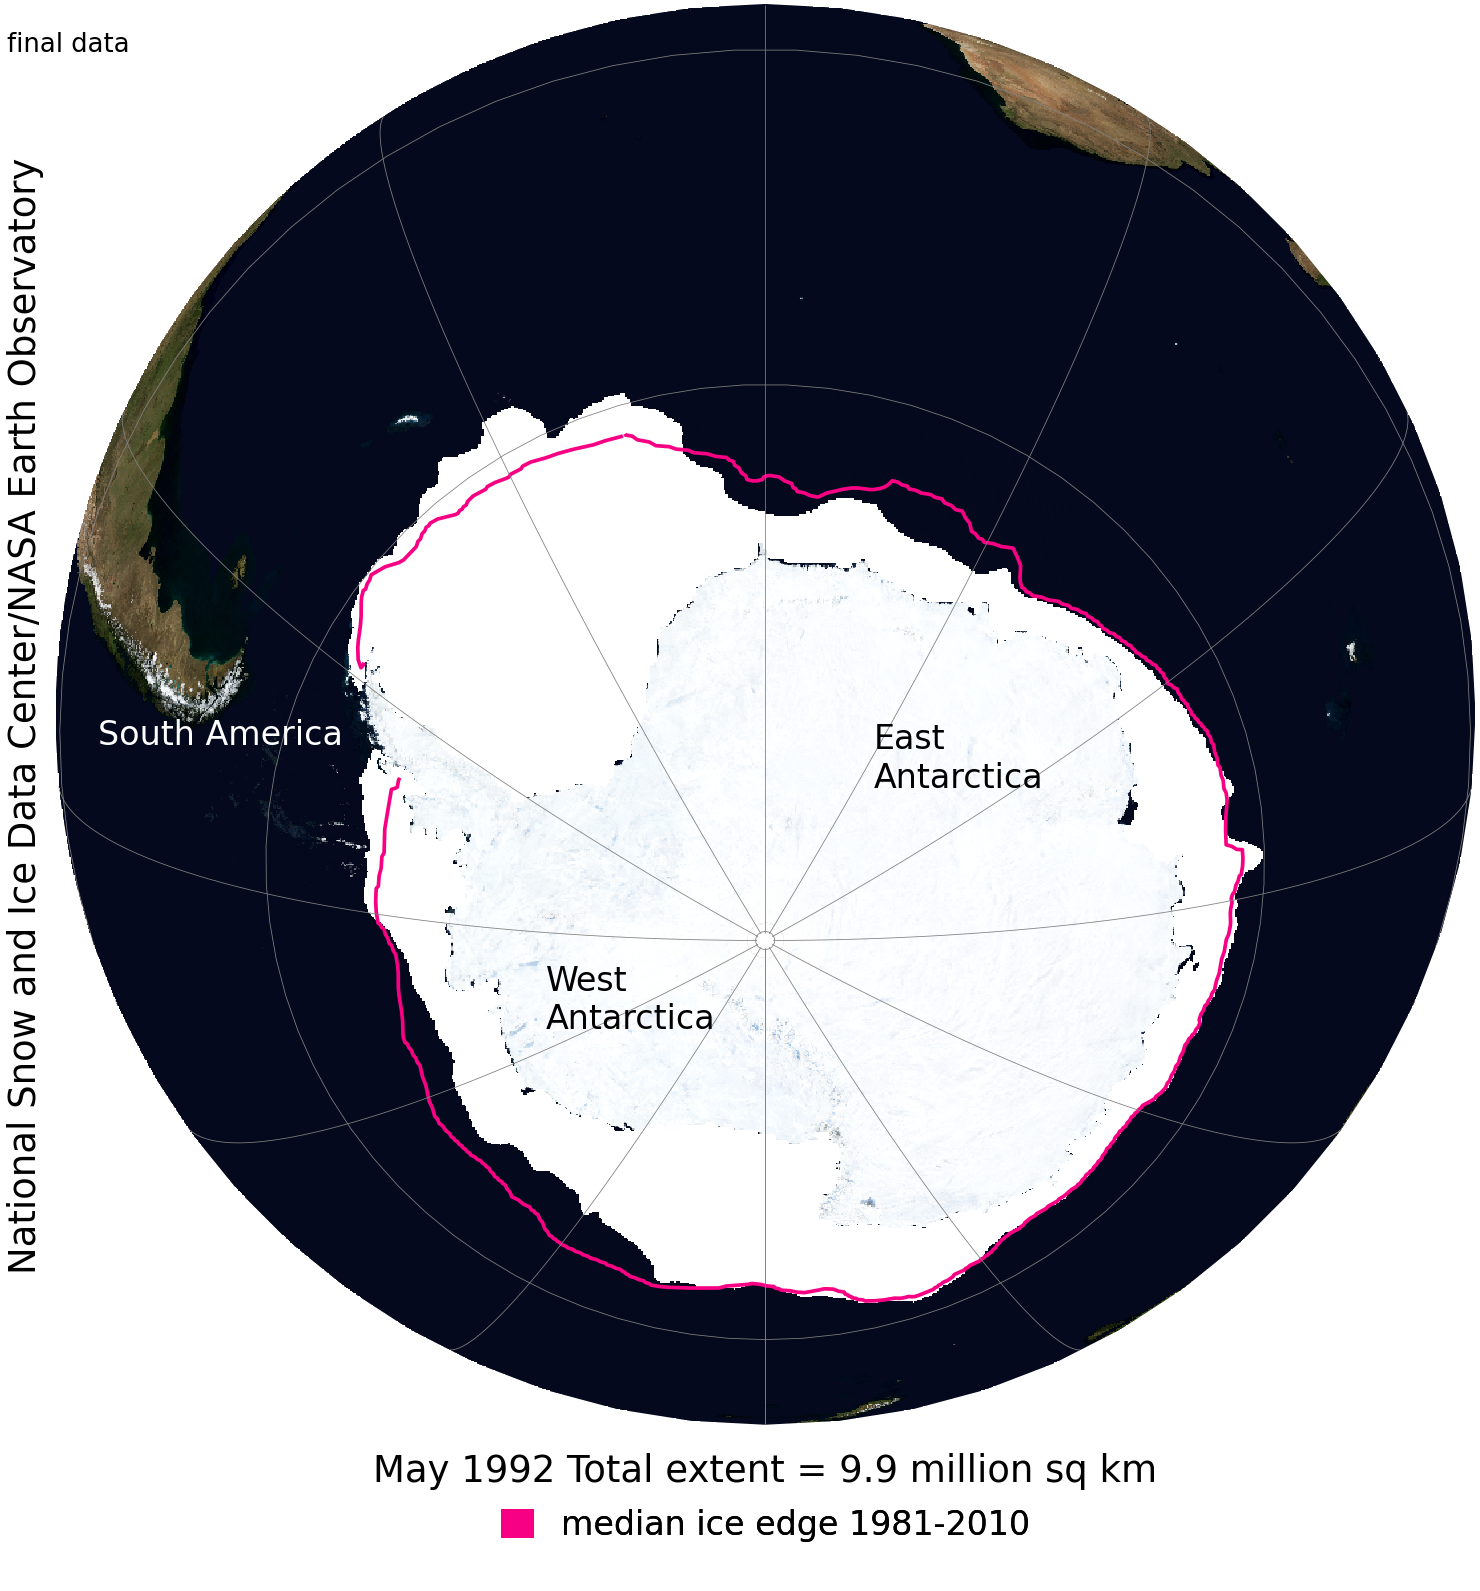 final data
National Snow and Ice Data Center/NASA Earth Observatory
South America
East
Antarctica
West
Antarctica
May 1992 Total extent = 9.9 million sq km
median ice edge 1981-2010